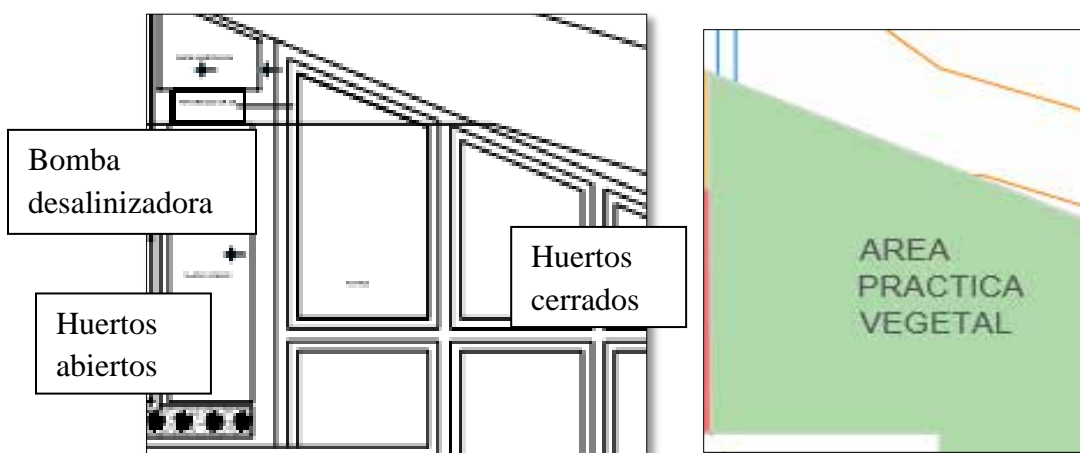 Bomba
desalinizadora
Huertos
abiertos
Huertos
cerrados
AREA
PRACTICA
VEGETAL